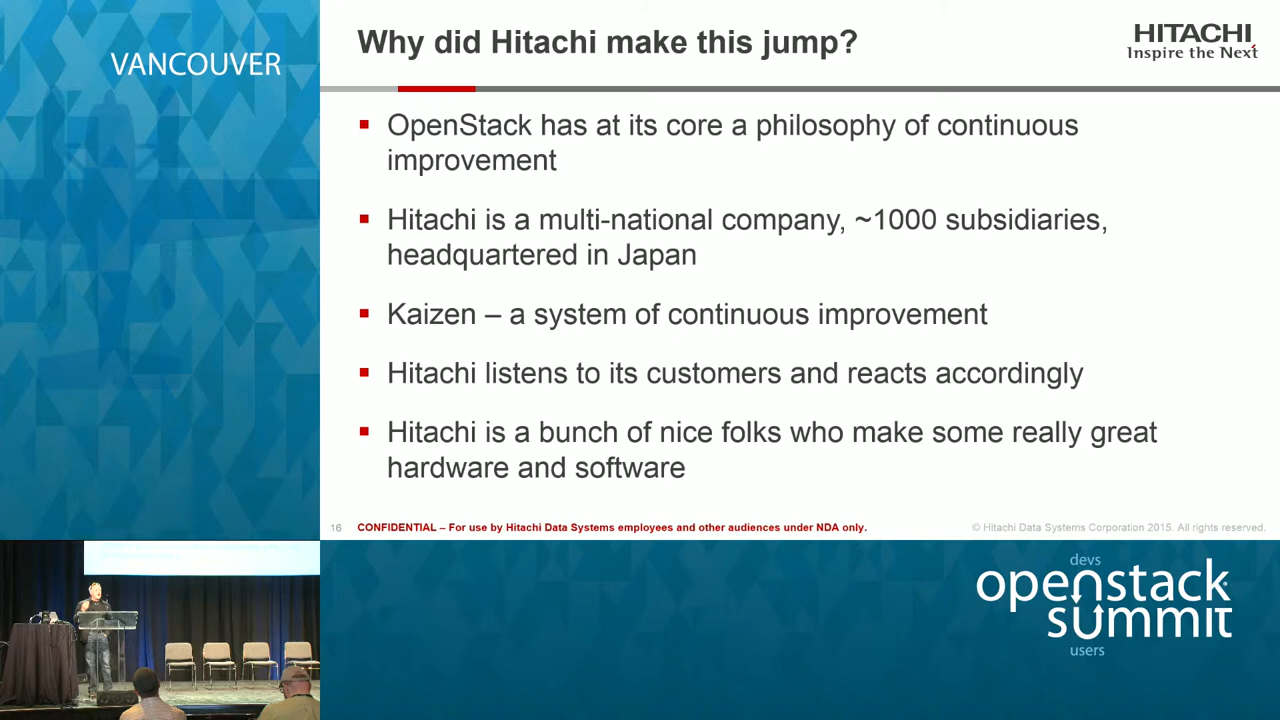 VANCOUVER
Why did Hitachi make this jump?
HITACHI
Inspire the Next
▪ OpenStack has at its core a philosophy of continuous
improvement
▪ Hitachi is a multi-national company, ~1000 subsidiaries,
headquartered in Japan
▪ Kaizen – a system of continuous improvement
▪ Hitachi listens to its customers and reacts accordingly
▪ Hitachi is a bunch of nice folks who make some really great
hardware and software
16 CONFIDENTIAL – For use by Hitachi Data Systems employees and other audiences under NDA only.
© Hitachi Data Systems Corporation 2015. All rights reserved.
devs
openstack
summit
users